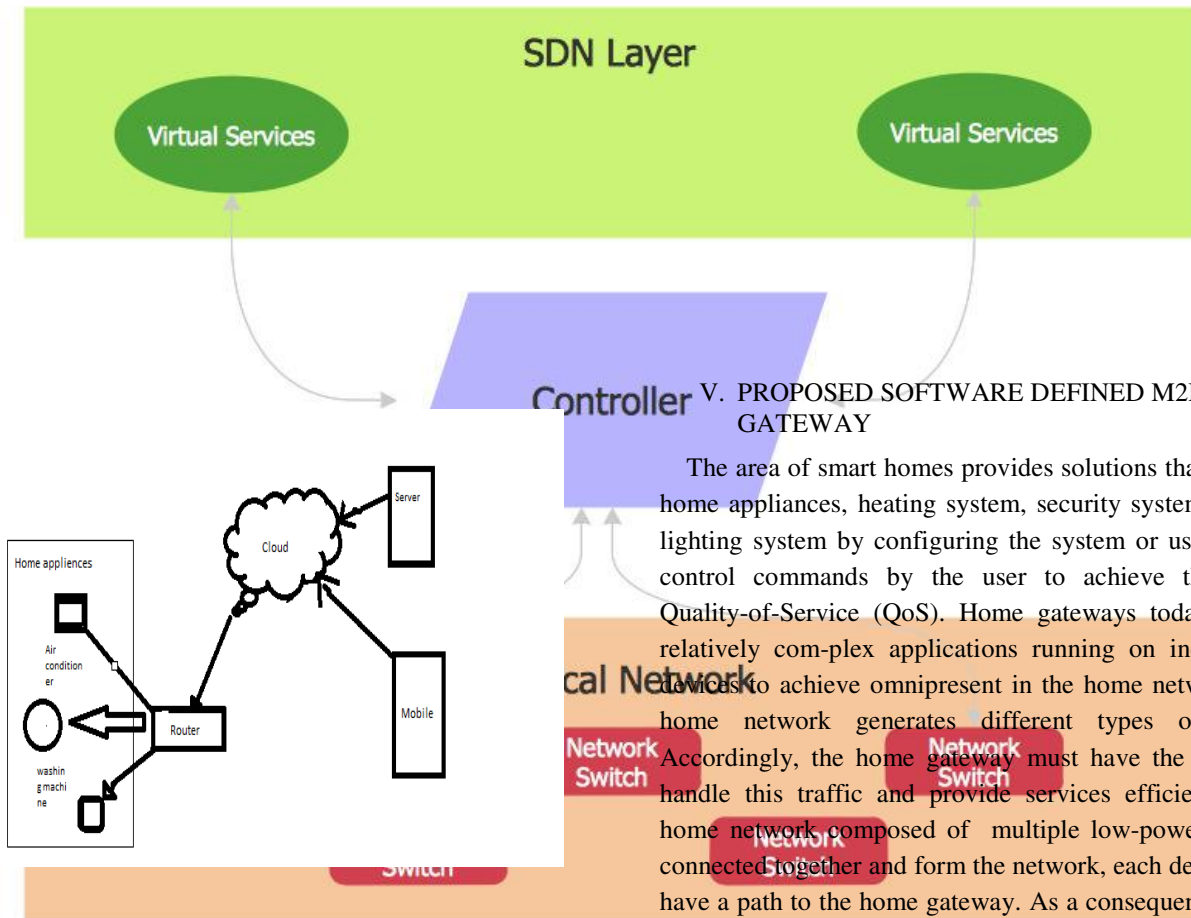 SDN Layer
Virtual Services
Virtual Services
Controller
cal Network
Network
Switch
Network
Switch
Network
Switch
Switch
Home appleinces
Air
condition
er
washin
g machi
ne
Router
Cloud
Server
Mobile
V. PROPOSED SOFTWARE DEFINED M2
GATEWAY
The area of smart homes provides solutions tha
home appliances, heating system, security system
lighting system by configuring the system or us
control commands by the user to achieve t
Quality-of-Service (QoS). Home gateways toda
relatively com-plex applications running on in
devices to achieve omnipresent in the home netw
home network generates different types o
Accordingly, the home gateway must have the
handle this traffic and provide services efficie
home network composed of multiple low-powe
connected together and form the network, each de
have a path to the home gateway. As a consequen